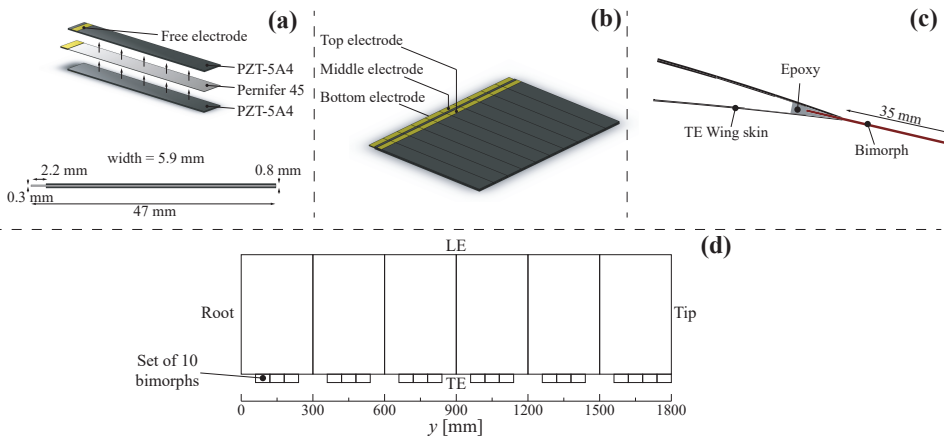 (a)
Free electrode
PZT-5A4
Pernifer 45
PZT-5A4
width = 5.9 mm
2.2 mm
0.8 mm
0.3 mm
47 mm
(b)
Top electrode
Middle electrode
Bottom electrode
(c)
Epoxy
35 mm
TE Wing skin
Bimorph
(d)
LE
Root
Tip
Set of 10
bimorphs
TE
0 300 600 900 1200 1500 1800
y [mm]